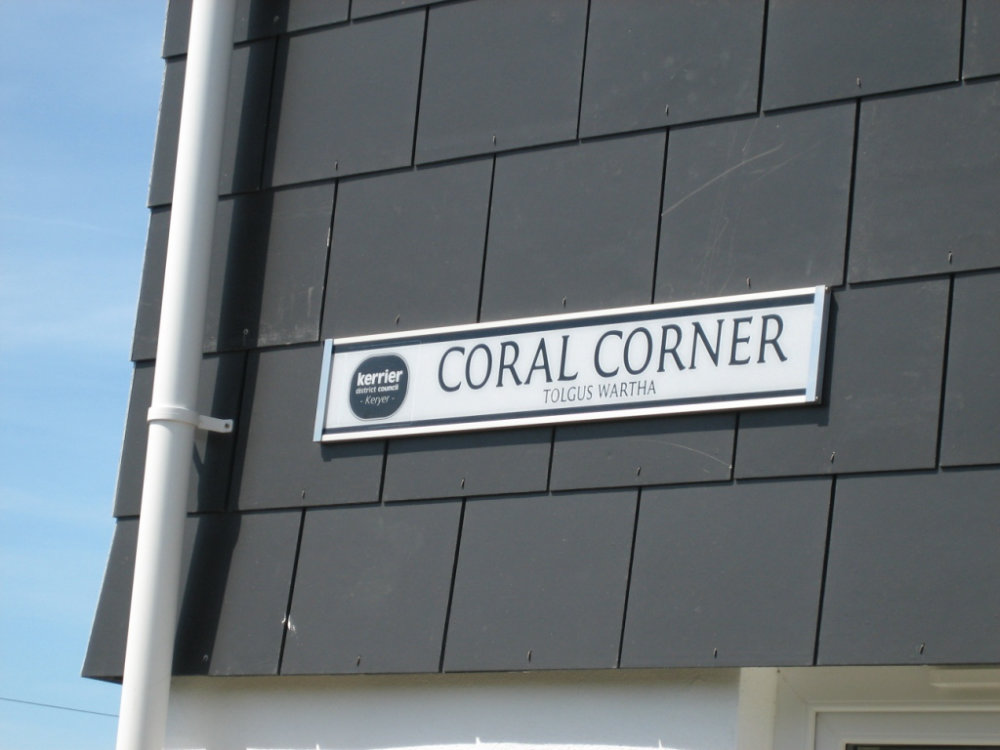 kerrier
district council
- Keryer -
CORAL CORNER
TOLGUS WARTHA